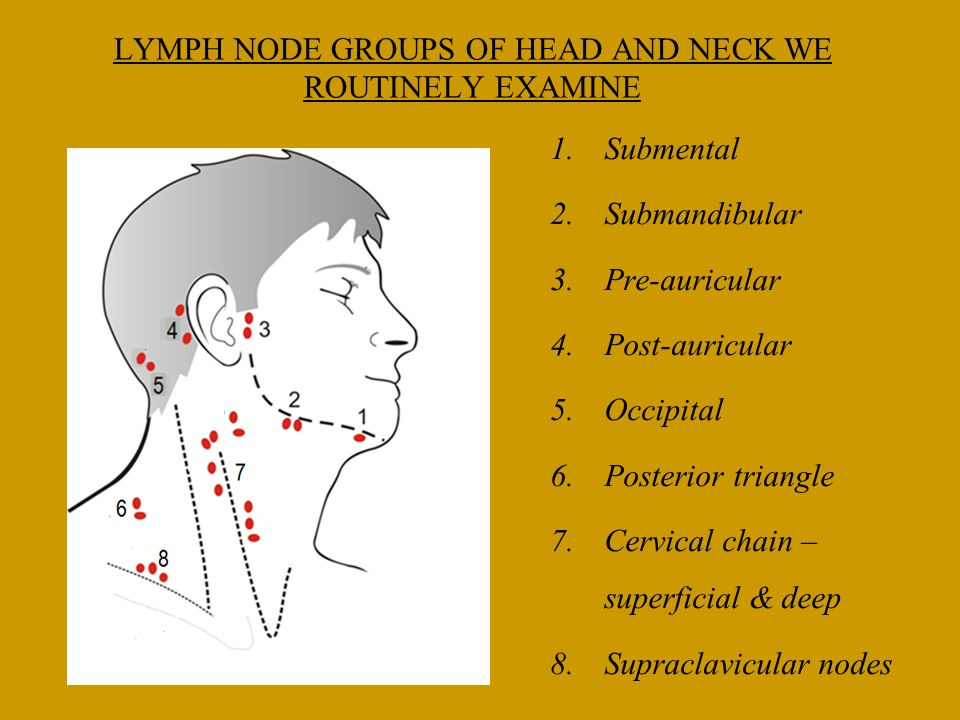 LYMPH NODE GROUPS OF HEAD AND NECK WE
ROUTINELY EXAMINE
1. Submental
2. Submandibular
3. Pre-auricular
4. Post-auricular
5. Occipital
6. Posterior triangle
7. Cervical chain –
superficial & deep
8. Supraclavicular nodes
4
3
5
2
1
7
6
8